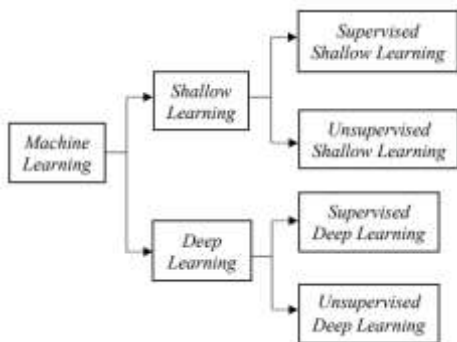 Machine
Learning
Shallow
Learning
Deep
Learning
Supervised
Shallow Learning
Unsupervised
Shallow Learning
Supervised
Deep Learning
Unsupervised
Deep Learning